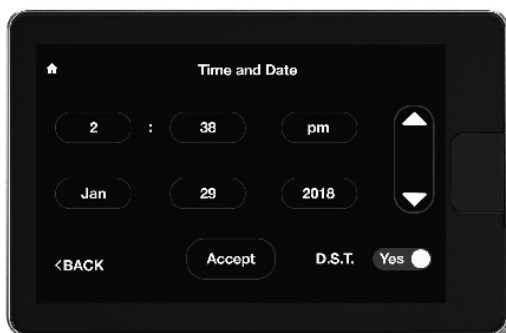 Time and Date
2 : 38 pm
Jan 29 2018
<BACK Accept D.S.T. Yes